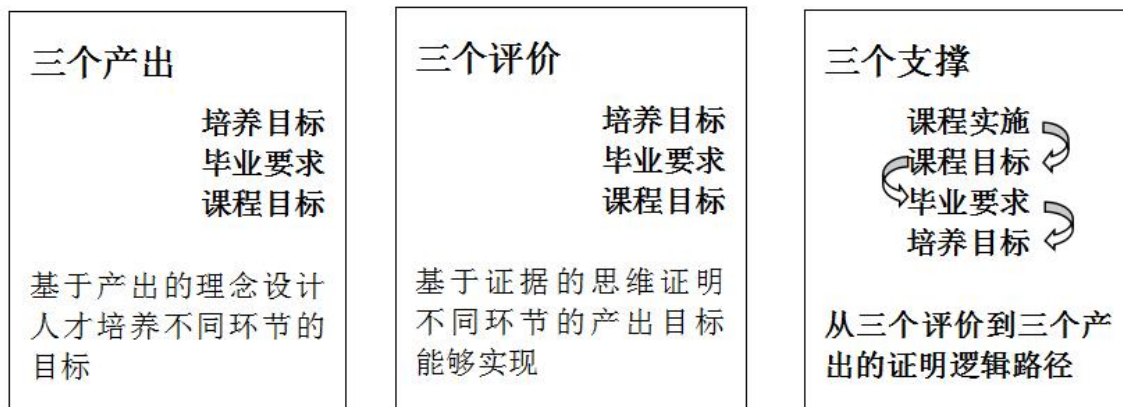 三个产出
培养目标
毕业要求
课程目标
基于产出的理念设计
人才培养不同环节的
目标
三个评价
培养目标
毕业要求
课程目标
基于证据的思维证明
不同环节的产出目标
能够实现
三个支撑
课程实施
课程目标
毕业要求
培养目标
从三个评价到三个产
出的证明逻辑路径